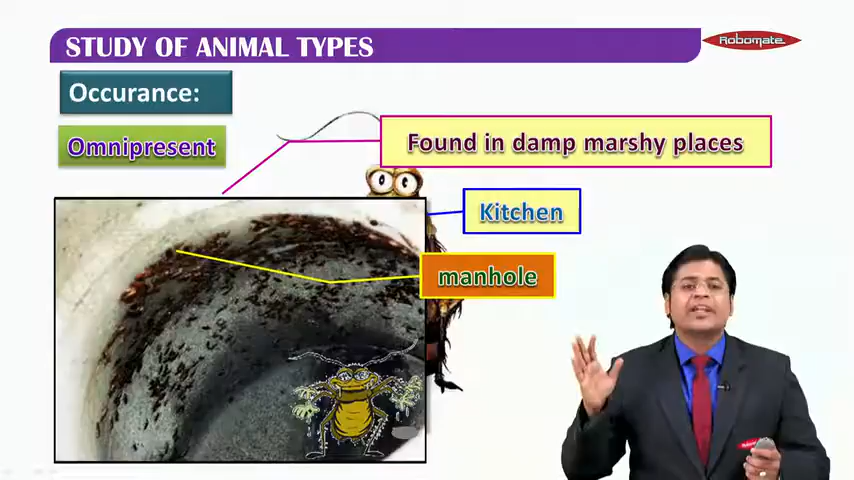 STUDY OF ANIMAL TYPES
Robomate
Occurance:
Omnipresent
Found in damp marshy places
Kitchen
manhole